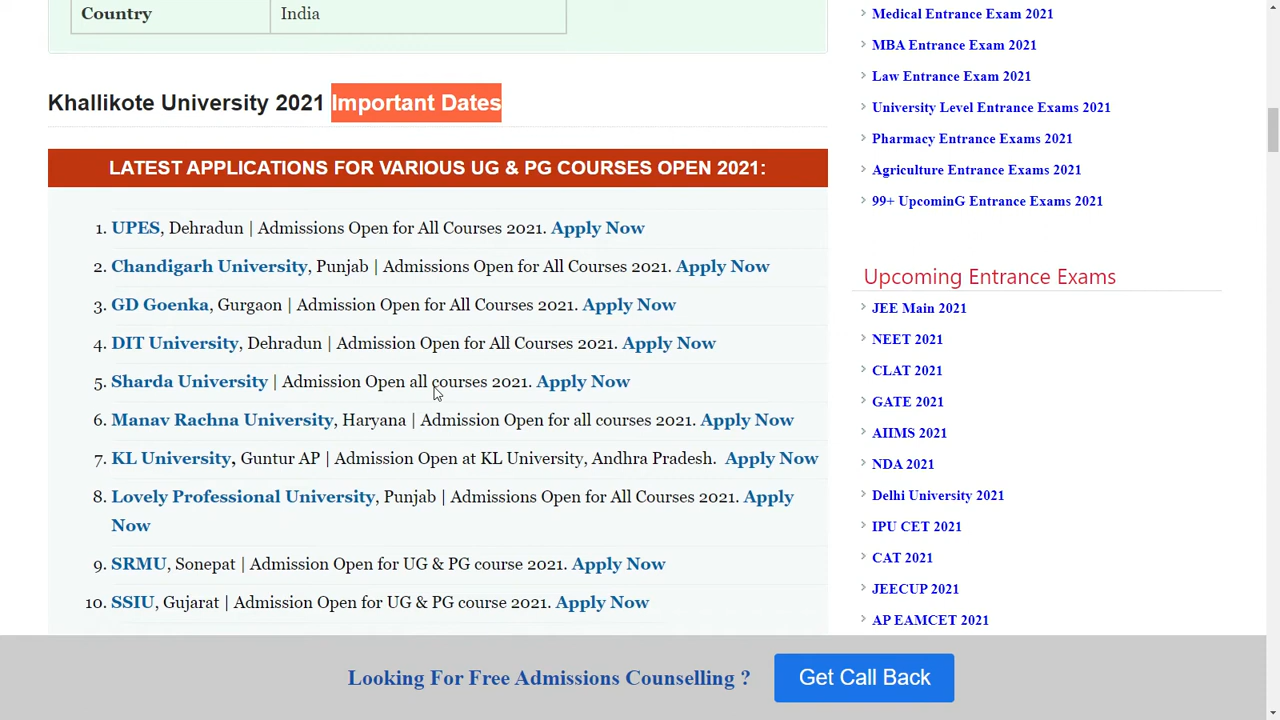 Country India
Khallikote University 2021 Important Dates
LATEST APPLICATIONS FOR VARIOUS UG & PG COURSES OPEN 2021:
1. UPES, Dehradun | Admissions Open for All Courses 2021. Apply Now
2. Chandigarh University, Punjab | Admissions Open for All Courses 2021. Apply Now
3. GD Goenka, Gurgaon | Admission Open for All Courses 2021. Apply Now
4. DIT University, Dehradun | Admission Open for All Courses 2021. Apply Now
5. Sharda University | Admission Open all courses 2021. Apply Now
6. Manav Rachna University, Haryana | Admission Open for all courses 2021. Apply Now
7. KL University, Guntur AP | Admission Open at KL University, Andhra Pradesh. Apply Now
8. Lovely Professional University, Punjab | Admissions Open for All Courses 2021. Apply
Now
9. SRMU, Sonepat | Admission Open for UG & PG course 2021. Apply Now
10. SSIU, Gujarat | Admission Open for UG & PG course 2021. Apply Now
Medical Entrance Exam 2021
MBA Entrance Exam 2021
Law Entrance Exam 2021
University Level Entrance Exams 2021
Pharmacy Entrance Exams 2021
Agriculture Entrance Exams 2021
99+ UpcominG Entrance Exams 2021
Upcoming Entrance Exams
JEE Main 2021
NEET 2021
CLAT 2021
GATE 2021
AIIMS 2021
NDA 2021
Delhi University 2021
IPU CET 2021
CAT 2021
JEECUP 2021
AP EAMCET 2021
Looking For Free Admissions Counselling ? Get Call Back